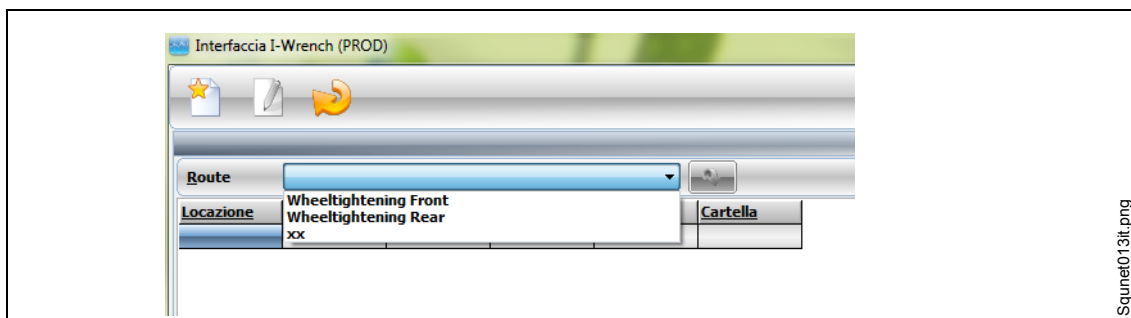 Interfaccia I-Wrench (PROD)
Route
Wheeltightening Front
Wheeltightening Rear
xx
Locazione
Cartella
Squnet013it.png